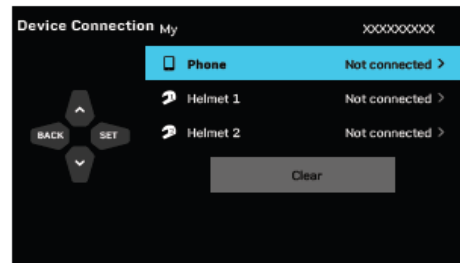 Device Connection My XXXXXXXXX
Phone Not connected >
Helmet 1 Not connected >
BACK SET
Helmet 2 Not connected >
Clear